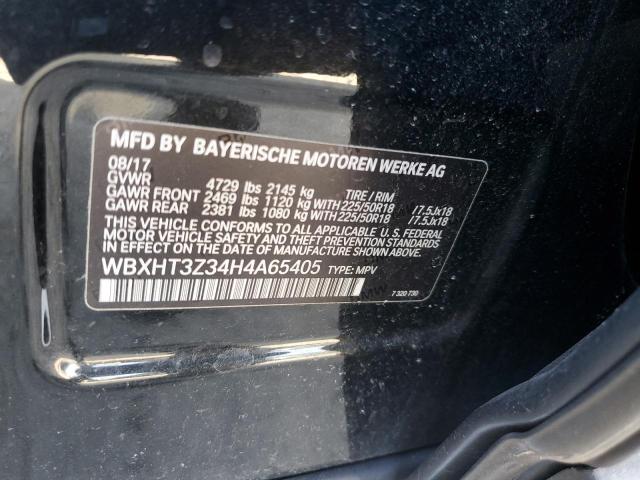 MFD BY BAYERISCHE MOTOREN WERKE AG
08/17
GVWR 4729 lbs 2145 kg TIRE / RIM
GAWR FRONT 2469 lbs 1120 kg WITH 225/50R18 /7.5Jx18
GAWR REAR 2381 lbs 1080 kg WITH 225/50R18 /7.5Jx18
THIS VEHICLE CONFORMS TO ALL APPLICABLE U.S. FEDERAL
MOTOR VEHICLE SAFETY AND THEFT PREVENTION STANDARDS
IN EFFECT ON THE DATE OF MANUFACTURE SHOWN ABOVE.
WBXHT3Z34H4A65405 TYPE: MPV
7 320 730